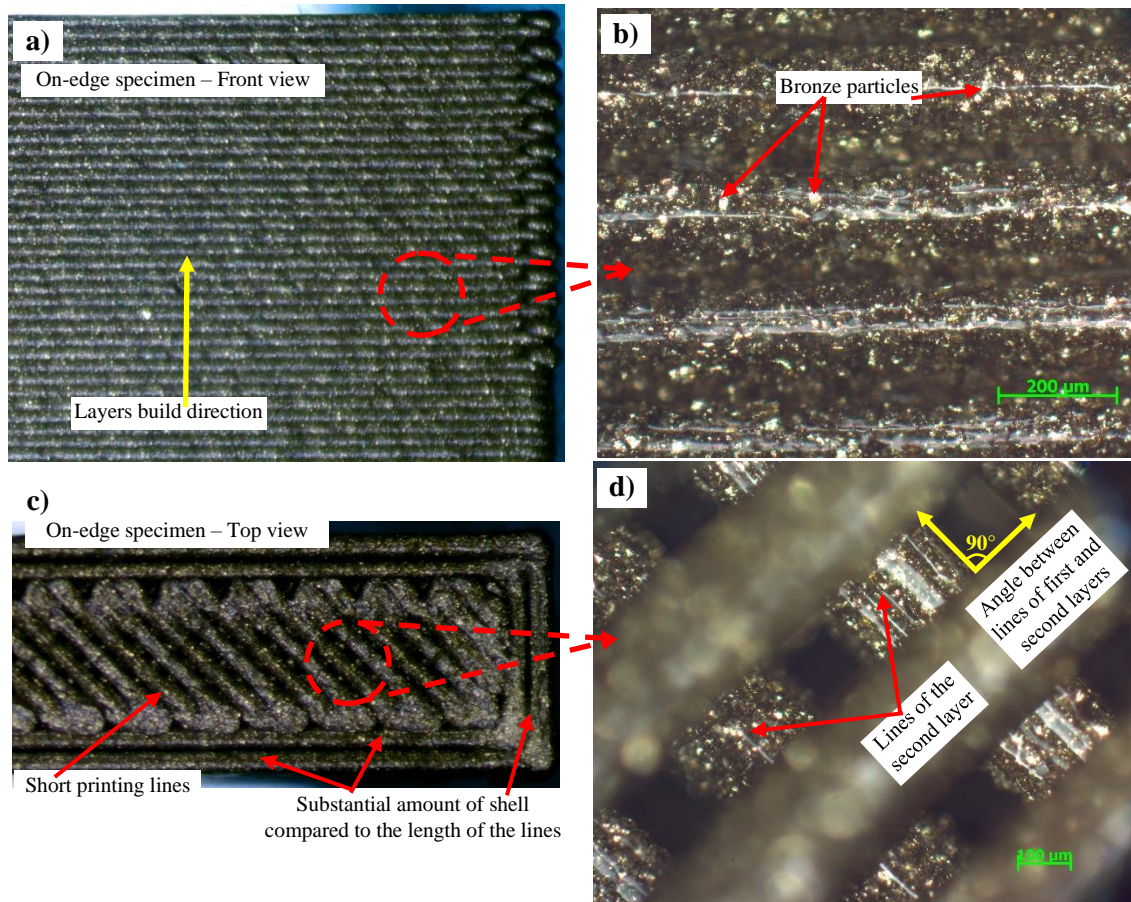 a)
On-edge specimen – Front view
Layers build direction
b)
Bronze particles
200 µm
c)
On-edge specimen – Top view
Short printing lines
Substantial amount of shell
compared to the length of the lines
d)
90°
Angle between
lines of first and
second layers
Lines of the
second layer
100 µm